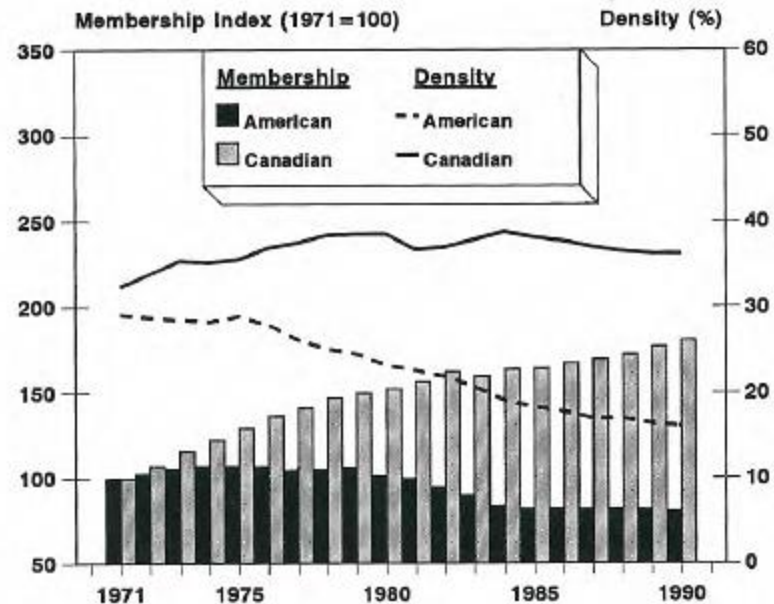 Membership Index (1971=100) Density (%)
350 60
Membership Density
American American
Canadian Canadian
300 50
250 40
200 30
150 20
100 10
50 0
1971 1975 1980 1985 1990